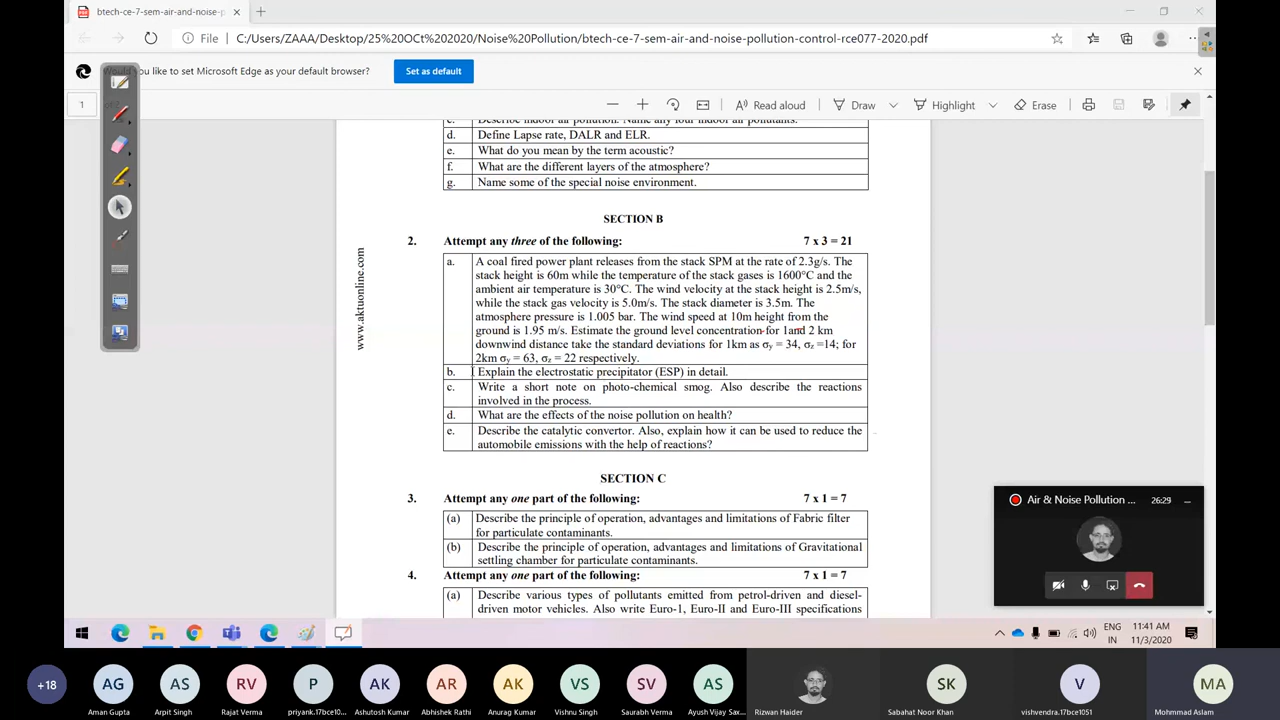 btech-ce-7-sem-air-and-noise-p
File C:/Users/ZAAA/Desktop/25%20OCt%202020/Noise%20Pollution/btech-ce-7-sem-air-and-noise-pollution-control-rce077-2020.pdf
Would you like to set Microsoft Edge as your default browser? Set as default
1 Read aloud Draw Highlight Erase
c. Describe indoor air pollution. Name any four indoor air pollutants.
d. Define Lapse rate, DALR and ELR.
e. What do you mean by the term acoustic?
f. What are the different layers of the atmosphere?
g. Name some of the special noise environment.
SECTION B
2. Attempt any three of the following: 7 x 3 = 21
www.aktuonline.com
a. A coal fired power plant releases from the stack SPM at the rate of 2.3g/s. The
stack height is 60m while the temperature of the stack gases is 1600°C and the
ambient air temperature is 30°C. The wind velocity at the stack height is 2.5m/s,
while the stack gas velocity is 5.0m/s. The stack diameter is 3.5m. The
atmosphere pressure is 1.005 bar. The wind speed at 10m height from the
ground is 1.95 m/s. Estimate the ground level concentration for 1and 2 km
downwind distance take the standard deviations for 1km as σy = 34, σz =14; for
2km σy = 63, σz = 22 respectively.
b. Explain the electrostatic precipitator (ESP) in detail.
c. Write a short note on photo-chemical smog. Also describe the reactions
involved in the process.
d. What are the effects of the noise pollution on health?
e. Describe the catalytic convertor. Also, explain how it can be used to reduce the
automobile emissions with the help of reactions?
SECTION C
3. Attempt any one part of the following: 7 x 1 = 7
(a) Describe the principle of operation, advantages and limitations of Fabric filter
for particulate contaminants.
(b) Describe the principle of operation, advantages and limitations of Gravitational
settling chamber for particulate contaminants.
4. Attempt any one part of the following: 7 x 1 = 7
(a) Describe various types of pollutants emitted from petrol-driven and diesel-
driven motor vehicles. Also write Euro-1, Euro-II and Euro-III specifications
Air & Noise Pollution ... 26:29
ENG 11:41 AM
IN 11/3/2020
+18 AG AS RV P AK AR AK VS SV AS SK V MA
Aman Gupta Arpit Singh Rajat Verma priyank.17bce10... Ashutosh Kumar Abhishek Rathi Anurag Kumar Vishnu Singh Saurabh Verma Ayush Vijay Sax... Rizwan Haider Sabahat Noor Khan vishvendra.17bce1051 Mohmmad Aslam